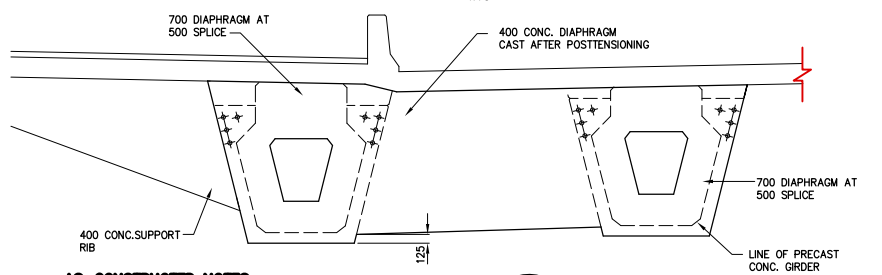 700 DIAPHRAGM AT
500 SPLICE
400 CONC. DIAPHRAGM
CAST AFTER POSTTENSIONING
700 DIAPHRAGM AT
500 SPLICE
400 CONC.SUPPORT
RIB
125
LINE OF PRECAST
CONC. GIRDER